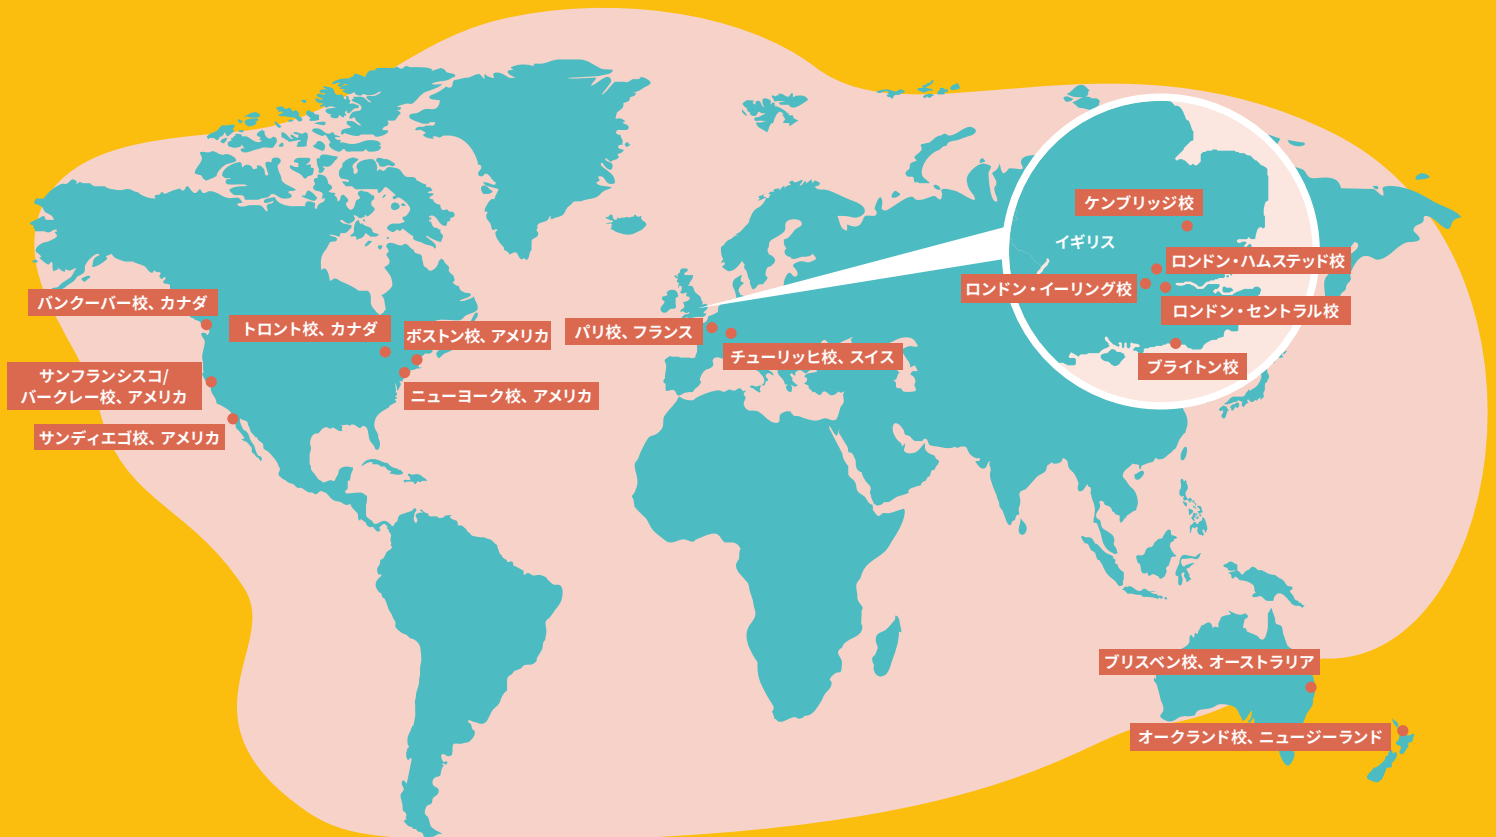 ケンブリッジ校
イギリス
ロンドン・ハムステッド校
ロンドン・イーリング校
ロンドン・セントラル校
ブライトン校
バンクーバー校、カナダ
トロント校、カナダ
ボストン校、アメリカ
パリ校、フランス
チューリッヒ校、スイス
サンフランシスコ/
バークレー校、アメリカ
ニューヨーク校、アメリカ
サンディエゴ校、アメリカ
ブリスベン校、オーストラリア
オークランド校、ニュージーランド